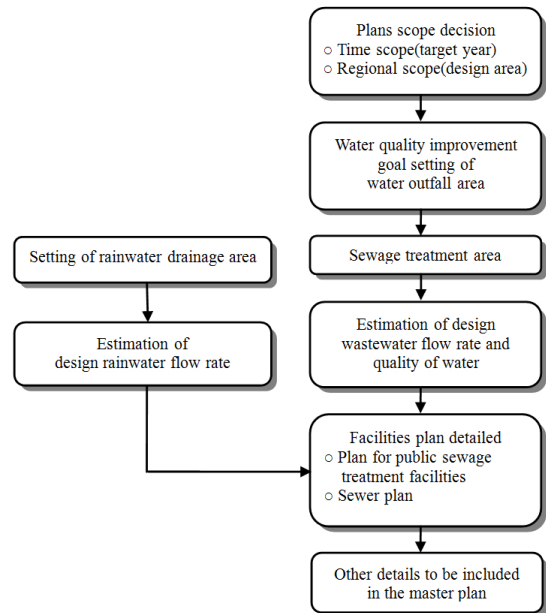 Plans scope decision
○ Time scope(target year)
○ Regional scope(design area)
Water quality improvement
goal setting of
water outfall area
Setting of rainwater drainage area
Sewage treatment area
Estimation of
design rainwater flow rate
Estimation of design
wastewater flow rate and
quality of water
Facilities plan detailed
○ Plan for public sewage
treatment facilities
○ Sewer plan
Other details to be included
in the master plan